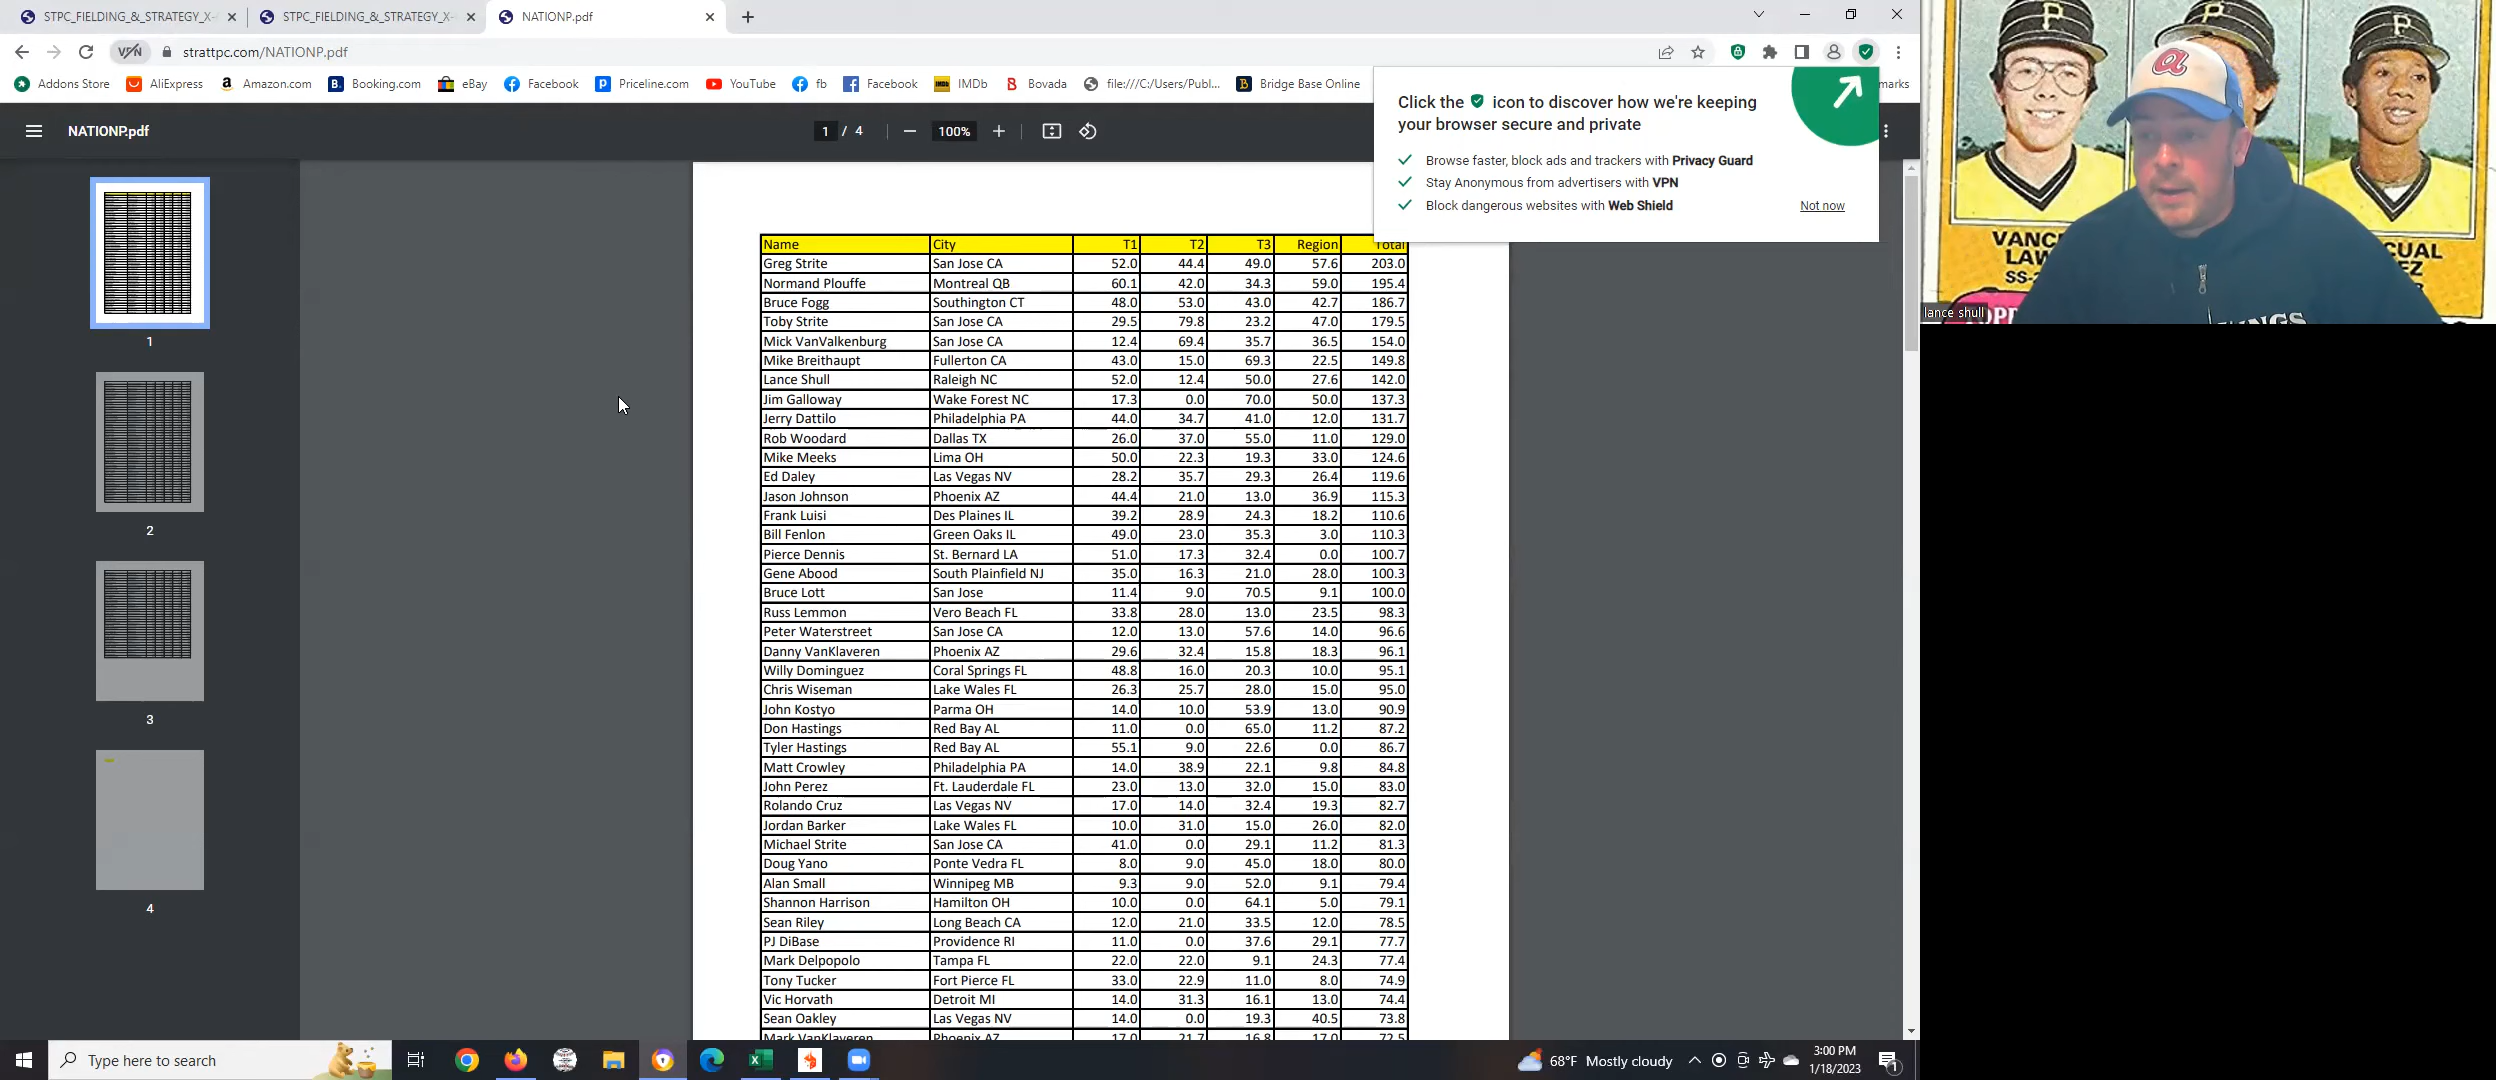 STPC_FIELDING_&_STRATEGY_X-
STPC_FIELDING_&_STRATEGY_X-
NATIONP.pdf
VPN
strattpc.com/NATIONP.pdf
Addons Store
AliExpress
Amazon.com
Booking.com
eBay
Facebook
Priceline.com
YouTube
fb
Facebook
IMDb
Bovada
file:///C:/Users/Publ...
Bridge Base Online
marks
NATIONP.pdf
1 / 4
100%
Click the icon to discover how we're keeping
your browser secure and private
Browse faster, block ads and trackers with Privacy Guard
Stay Anonymous from advertisers with VPN
Block dangerous websites with Web Shield
Not now
Name City T1 T2 T3 Region Total
Greg Strite San Jose CA 52.0 44.4 49.0 57.6 203.0
Normand Plouffe Montreal QB 60.1 42.0 34.3 59.0 195.4
Bruce Fogg Southington CT 48.0 53.0 43.0 42.7 186.7
Toby Strite San Jose CA 29.5 79.8 23.2 47.0 179.5
Mick VanValkenburg San Jose CA 12.4 69.4 35.7 36.5 154.0
Mike Breithaupt Fullerton CA 43.0 15.0 69.3 22.5 149.8
Lance Shull Raleigh NC 52.0 12.4 50.0 27.6 142.0
Jim Galloway Wake Forest NC 17.3 0.0 70.0 50.0 137.3
Jerry Dattilo Philadelphia PA 44.0 34.7 41.0 12.0 131.7
Rob Woodard Dallas TX 26.0 37.0 55.0 11.0 129.0
Mike Meeks Lima OH 50.0 22.3 19.3 33.0 124.6
Ed Daley Las Vegas NV 28.2 35.7 29.3 26.4 119.6
Jason Johnson Phoenix AZ 44.4 21.0 13.0 36.9 115.3
Frank Luisi Des Plaines IL 39.2 28.9 24.3 18.2 110.6
Bill Fenlon Green Oaks IL 49.0 23.0 35.3 3.0 110.3
Pierce Dennis St. Bernard LA 51.0 17.3 32.4 0.0 100.7
Gene Abood South Plainfield NJ 35.0 16.3 21.0 28.0 100.3
Bruce Lott San Jose 11.4 9.0 70.5 9.1 100.0
Russ Lemmon Vero Beach FL 33.8 28.0 13.0 23.5 98.3
Peter Waterstreet San Jose CA 12.0 13.0 57.6 14.0 96.6
Danny VanKlaveren Phoenix AZ 29.6 32.4 15.8 18.3 96.1
Willy Dominguez Coral Springs FL 48.8 16.0 20.3 10.0 95.1
Chris Wiseman Lake Wales FL 26.3 25.7 28.0 15.0 95.0
John Kostyo Parma OH 14.0 10.0 53.9 13.0 90.9
Don Hastings Red Bay AL 11.0 0.0 65.0 11.2 87.2
Tyler Hastings Red Bay AL 55.1 9.0 22.6 0.0 86.7
Matt Crowley Philadelphia PA 14.0 38.9 22.1 9.8 84.8
John Perez Ft. Lauderdale FL 23.0 13.0 32.0 15.0 83.0
Rolando Cruz Las Vegas NV 17.0 14.0 32.4 19.3 82.7
Jordan Barker Lake Wales FL 10.0 31.0 15.0 26.0 82.0
Michael Strite San Jose CA 41.0 0.0 29.1 11.2 81.3
Doug Yano Ponte Vedra FL 8.0 9.0 45.0 18.0 80.0
Alan Small Winnipeg MB 9.3 9.0 52.0 9.1 79.4
Shannon Harrison Hamilton OH 10.0 0.0 64.1 5.0 79.1
Sean Riley Long Beach CA 12.0 21.0 33.5 12.0 78.5
PJ DiBase Providence RI 11.0 0.0 37.6 29.1 77.7
Mark Delpopolo Tampa FL 22.0 22.0 9.1 24.3 77.4
Tony Tucker Fort Pierce FL 33.0 22.9 11.0 8.0 74.9
Vic Horvath Detroit MI 14.0 31.3 16.1 13.0 74.4
Sean Oakley Las Vegas NV 14.0 0.0 19.3 40.5 73.8
Mark VanKlaveren Phoenix AZ 17.0 21.7 16.8 17.0 72.5
1
2
3
4
P
P
P
a
VANC
LAW
SS-2
CUAL
EZ
lance shull
Type here to search
68°F Mostly cloudy
3:00 PM
1/18/2023
1